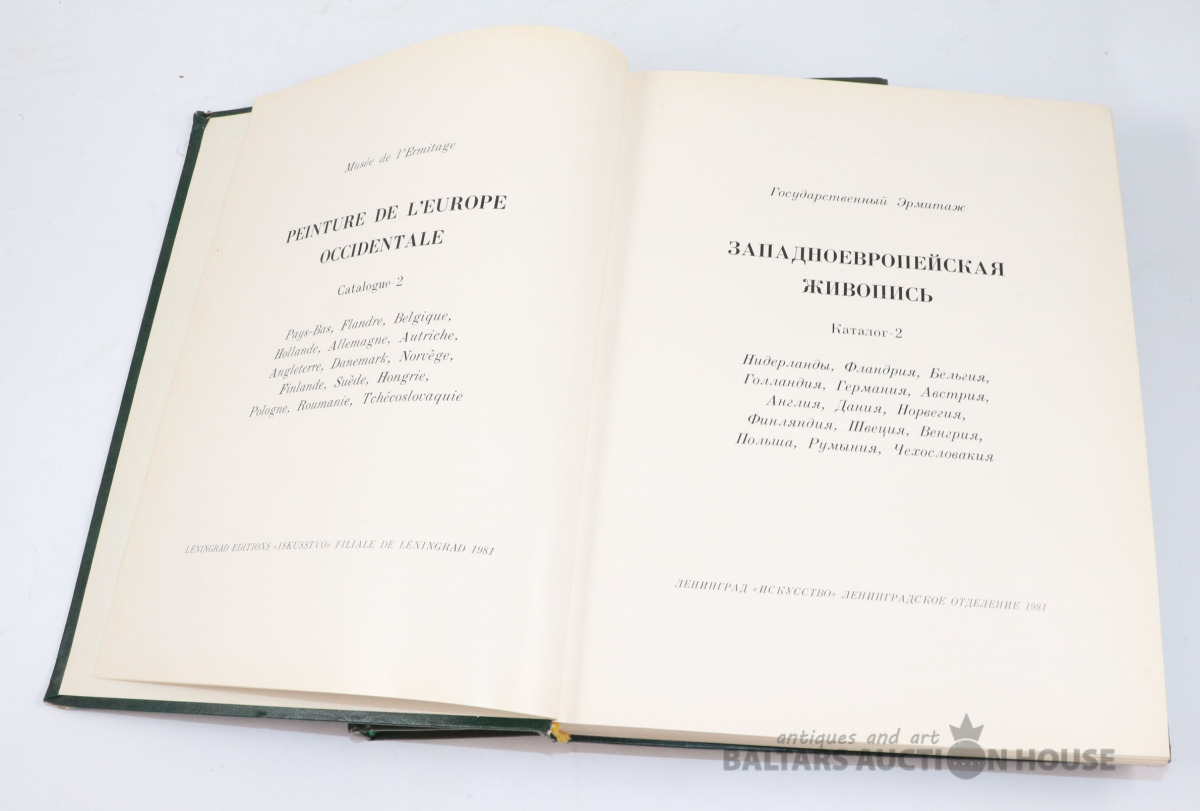 Musée de l'Ermitage
PEINTURE DE L'EUROPE
OCCIDENTALE
Catalogue·2
Pays-Bas, Flandre, Belgique,
Hollande, Allemagne, Autriche,
Angleterre, Danemark, Norvège,
Finlande, Suède, Hongrie,
Pologne, Roumanie, Tchécoslovaquie
LÉNINGRAD EDITIONS «ISKUSSTVO» FILIALE DE LÉNINGRAD 1981
Государственный Эрмитаж
ЗАПАДНОЕВРОПЕЙСКАЯ
ЖИВОПИСЬ
Каталог·2
Нидерланды, Фландрия, Бельгия,
Голландия, Германия, Австрия,
Англия, Дания, Норвегия,
Финляндия, Швеция, Венгрия,
Польша, Румыния, Чехословакия
ЛЕНИНГРАД «ИСКУССТВО» ЛЕНИНГРАДСКОЕ ОТДЕЛЕНИЕ 1981
antiques and art
BALTARS AUCTION HOUSE